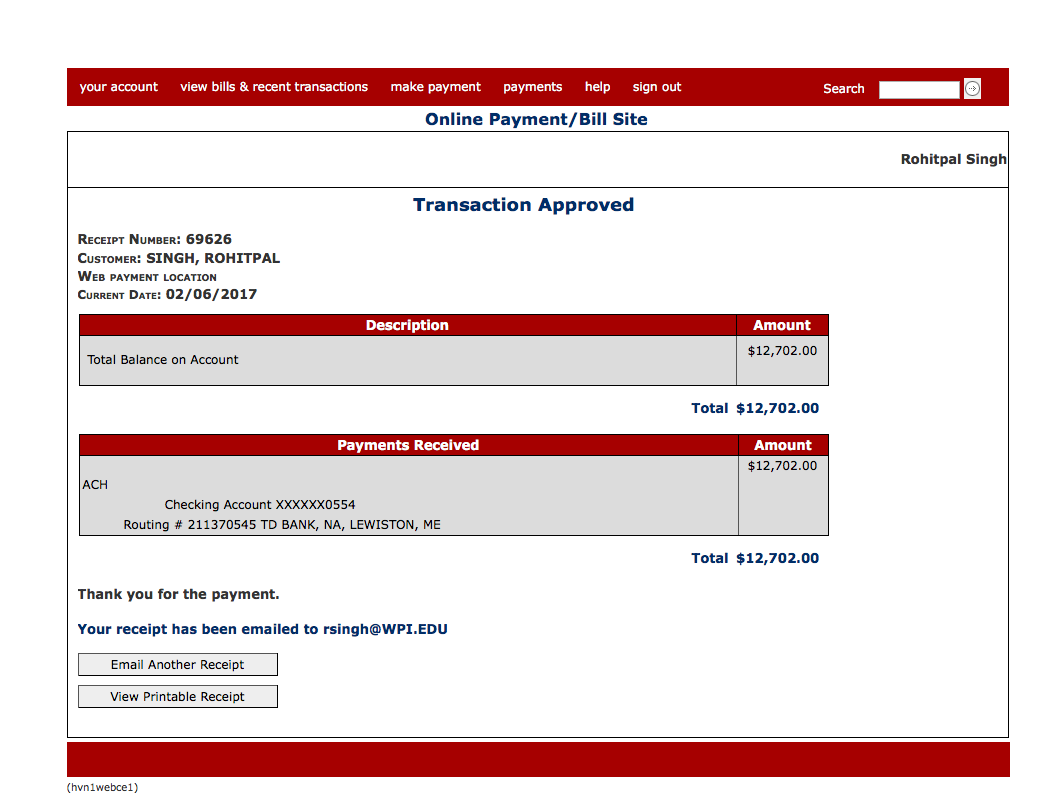 your account view bills & recent transactions make payment payments help sign out Search
Online Payment/Bill Site
Rohitpal Singh
Transaction Approved
Receipt Number: 69626
Customer: SINGH, ROHITPAL
Web payment location
Current Date: 02/06/2017
Description Amount
Total Balance on Account $12,702.00
Total $12,702.00
Payments Received Amount
$12,702.00
ACH
Checking Account XXXXXX0554
Routing # 211370545 TD BANK, NA, LEWISTON, ME
Total $12,702.00
Thank you for the payment.
Your receipt has been emailed to rsingh@WPI.EDU
Email Another Receipt
View Printable Receipt
(hvn1webce1)